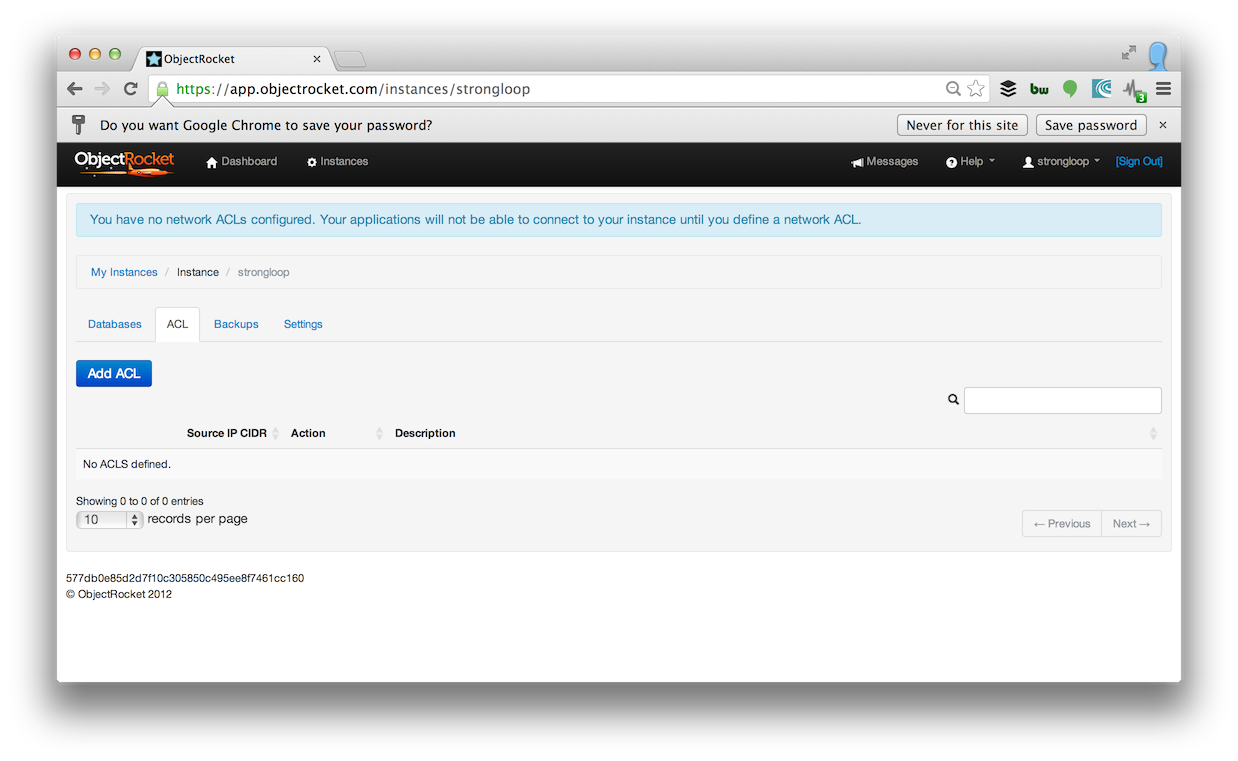 ObjectRocket
https://app.objectrocket.com/instances/strongloop
bw
3
Do you want Google Chrome to save your password? Never for this site Save password
ObjectRocket Dashboard Instances Messages Help strongloop [Sign Out]
You have no network ACLs configured. Your applications will not be able to connect to your instance until you define a network ACL.
My Instances / Instance / strongloop
Databases ACL Backups Settings
Add ACL
Source IP CIDR Action Description
No ACLS defined.
Showing 0 to 0 of 0 entries
10 records per page
← Previous Next →
577db0e85d2d7f10c305850c495ee8f7461cc160
© ObjectRocket 2012